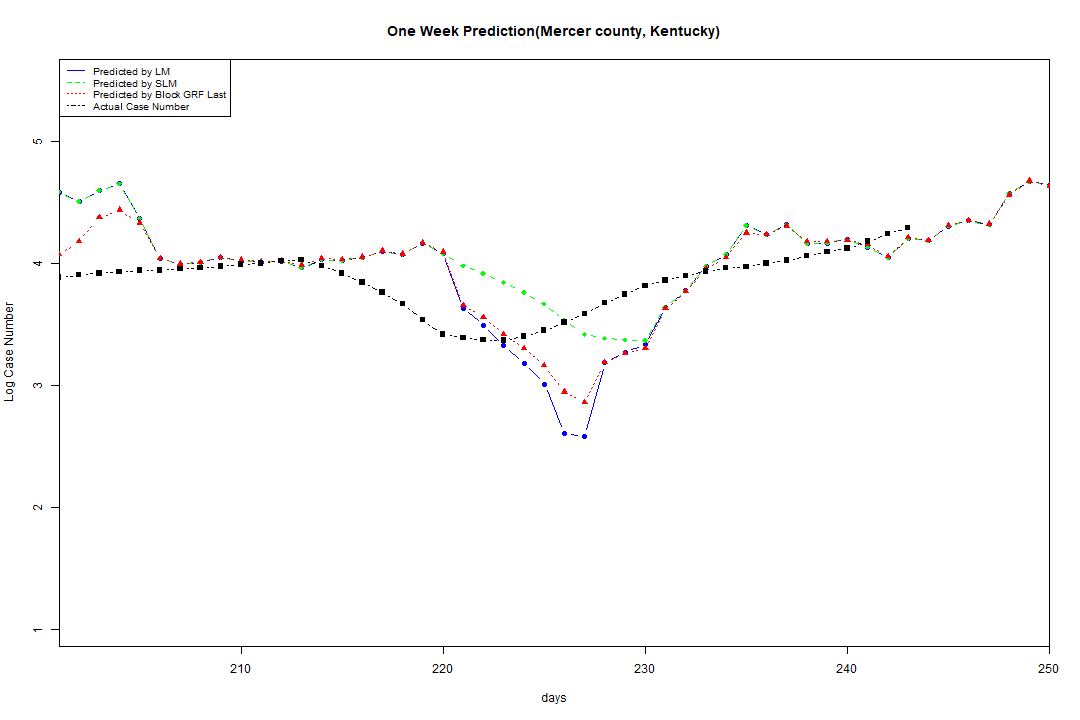 One Week Prediction(Mercer county, Kentucky)
Predicted by LM
Predicted by SLM
Predicted by Block GRF Last
Actual Case Number
5
4
3
2
1
Log Case Number
210
220
230
240
250
days